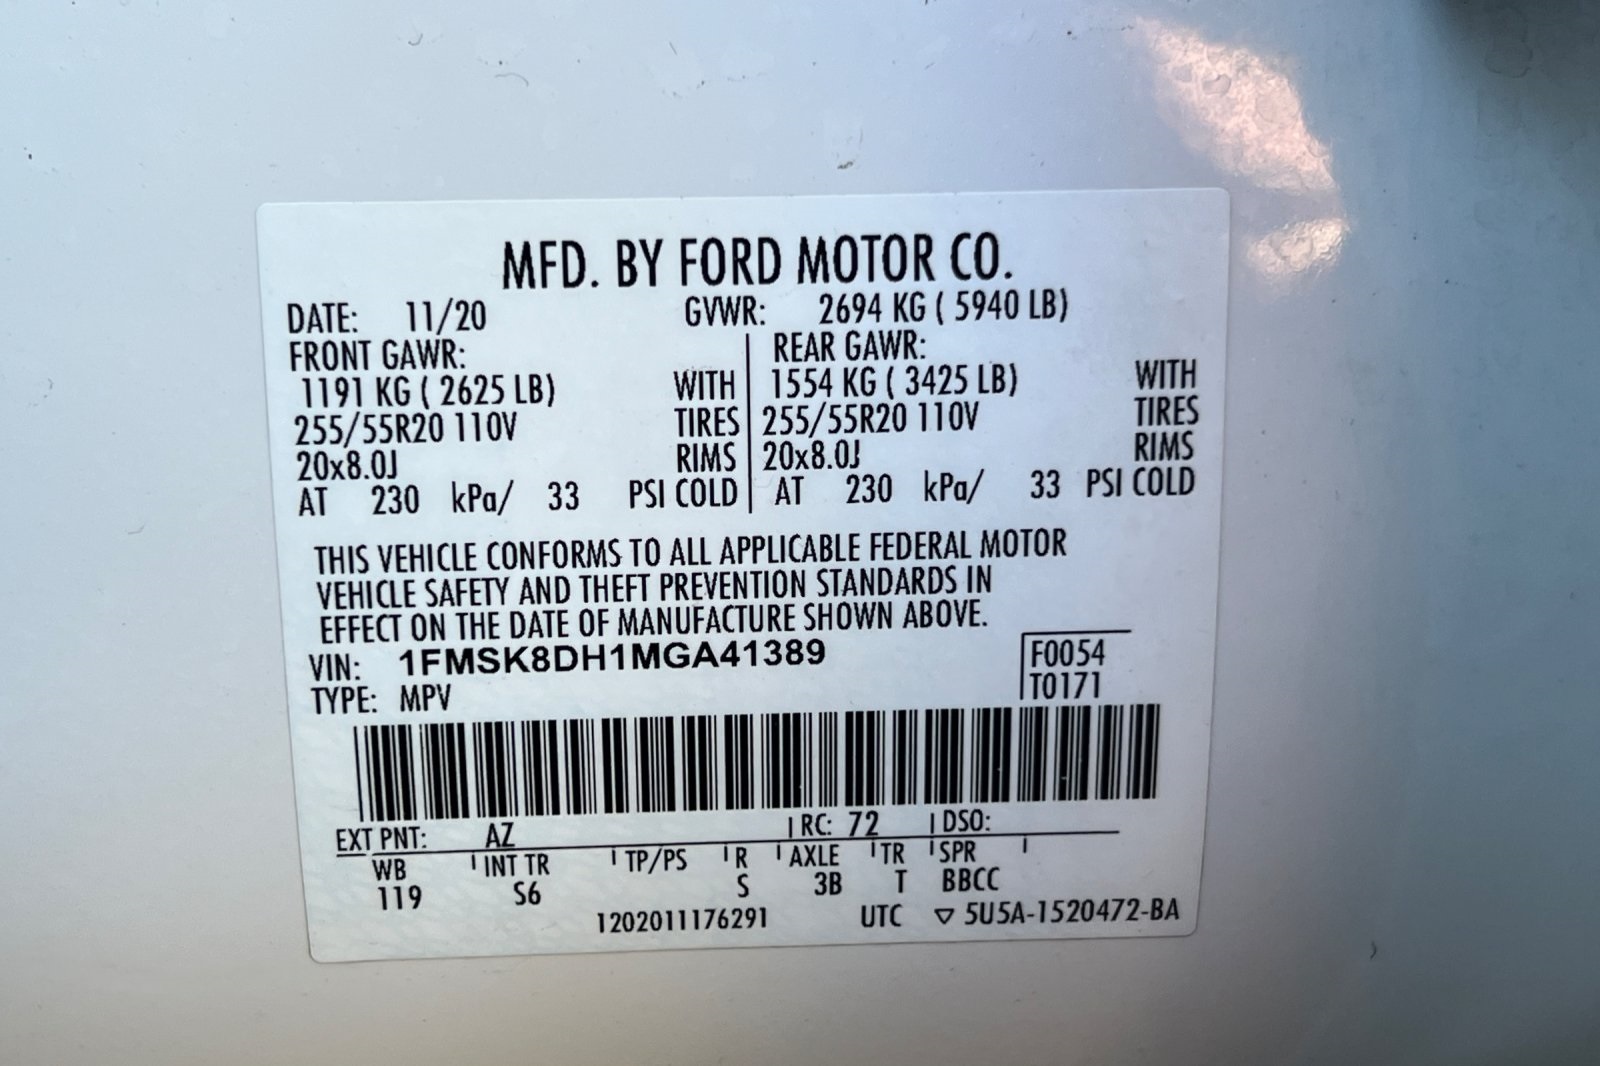 MFD. BY FORD MOTOR CO.
DATE: 11/20 GVWR: 2694 KG ( 5940 LB)
FRONT GAWR: REAR GAWR:
1191 KG ( 2625 LB) WITH 1554 KG ( 3425 LB) WITH
255/55R20 110V TIRES 255/55R20 110V TIRES
20x8.0J RIMS 20x8.0J RIMS
AT 230 kPa/ 33 PSI COLD AT 230 kPa/ 33 PSI COLD
THIS VEHICLE CONFORMS TO ALL APPLICABLE FEDERAL MOTOR
VEHICLE SAFETY AND THEFT PREVENTION STANDARDS IN
EFFECT ON THE DATE OF MANUFACTURE SHOWN ABOVE.
VIN: 1FMSK8DH1MGA41389 F0054
TYPE: MPV T0171
EXT PNT: AZ RC: 72 DSO:
WB INT TR TP/PS R AXLE TR SPR
119 S6 S 3B T BBCC
1202011176291 UTC ▽ 5U5A-1520472-BA